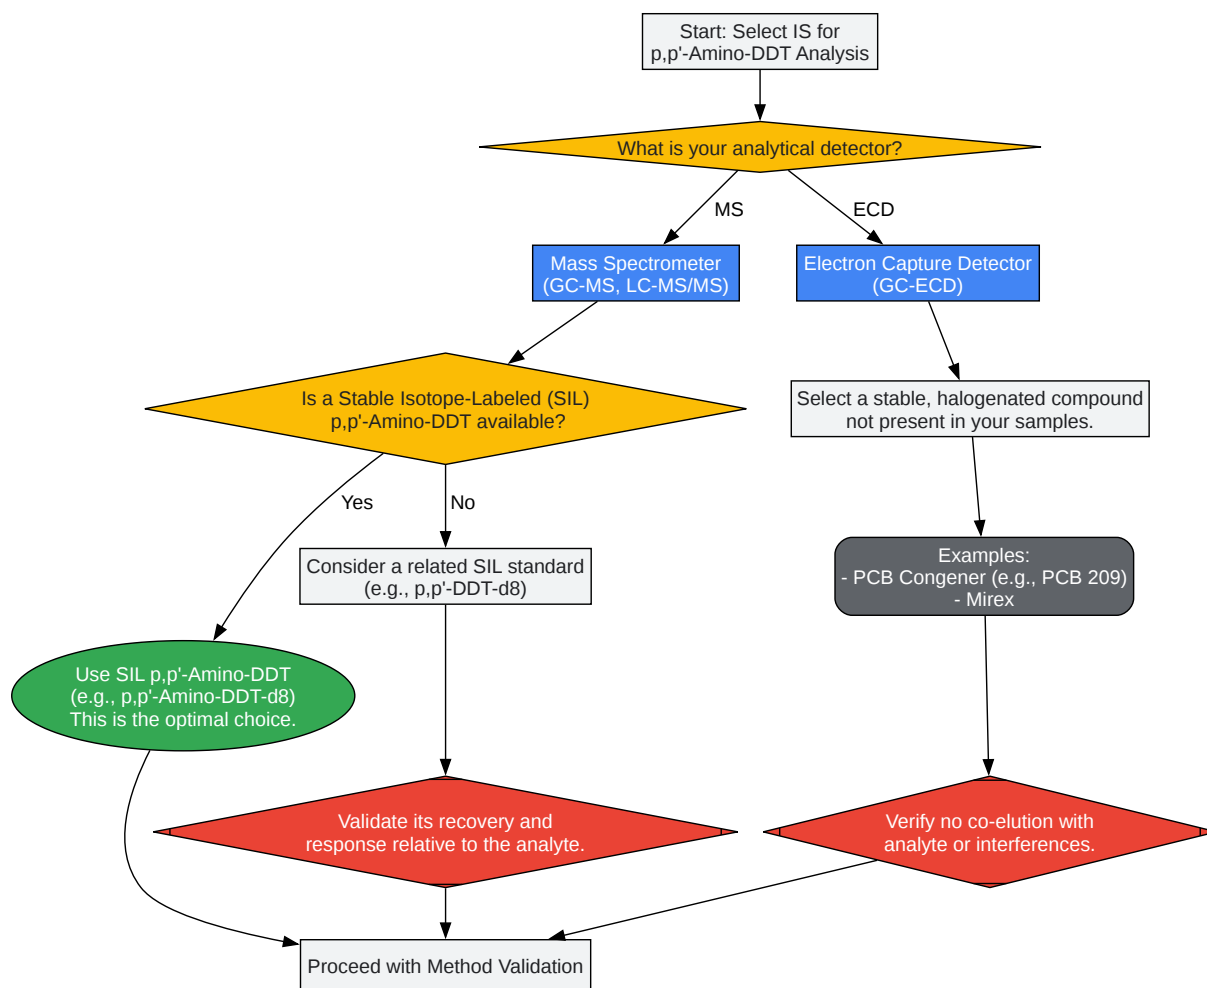 Start: Select IS for
p,p'-Amino-DDT Analysis
What is your analytical detector?
MS
ECD
Mass Spectrometer
(GC-MS, LC-MS/MS)
Electron Capture Detector
(GC-ECD)
Is a Stable Isotope-Labeled (SIL)
p,p'-Amino-DDT available?
Select a stable, halogenated compound
not present in your samples.
Yes
No
Consider a related SIL standard
(e.g., p,p'-DDT-d8)
Examples:
- PCB Congener (e.g., PCB 209)
- Mirex
Use SIL p,p'-Amino-DDT
(e.g., p,p'-Amino-DDT-d8)
This is the optimal choice.
Validate its recovery and
response relative to the analyte.
Verify no co-elution with
analyte or interferences.
Proceed with Method Validation